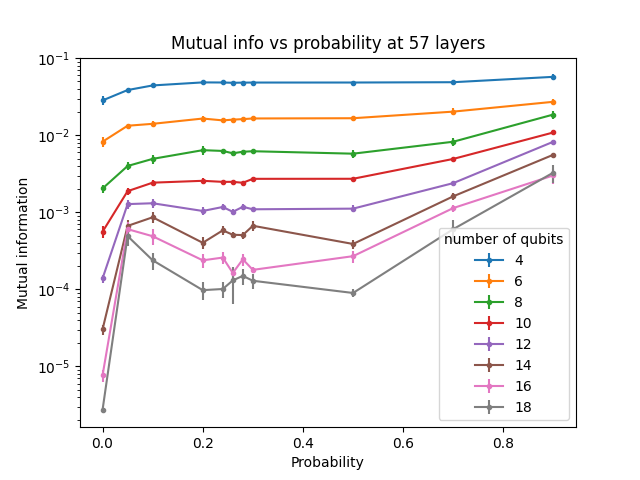 Mutual info vs probability at 57 layers
Mutual information
10⁻¹
10⁻²
10⁻³
10⁻⁴
10⁻⁵
number of qubits
4
6
8
10
12
14
16
18
0.0 0.2 0.4 0.6 0.8
Probability